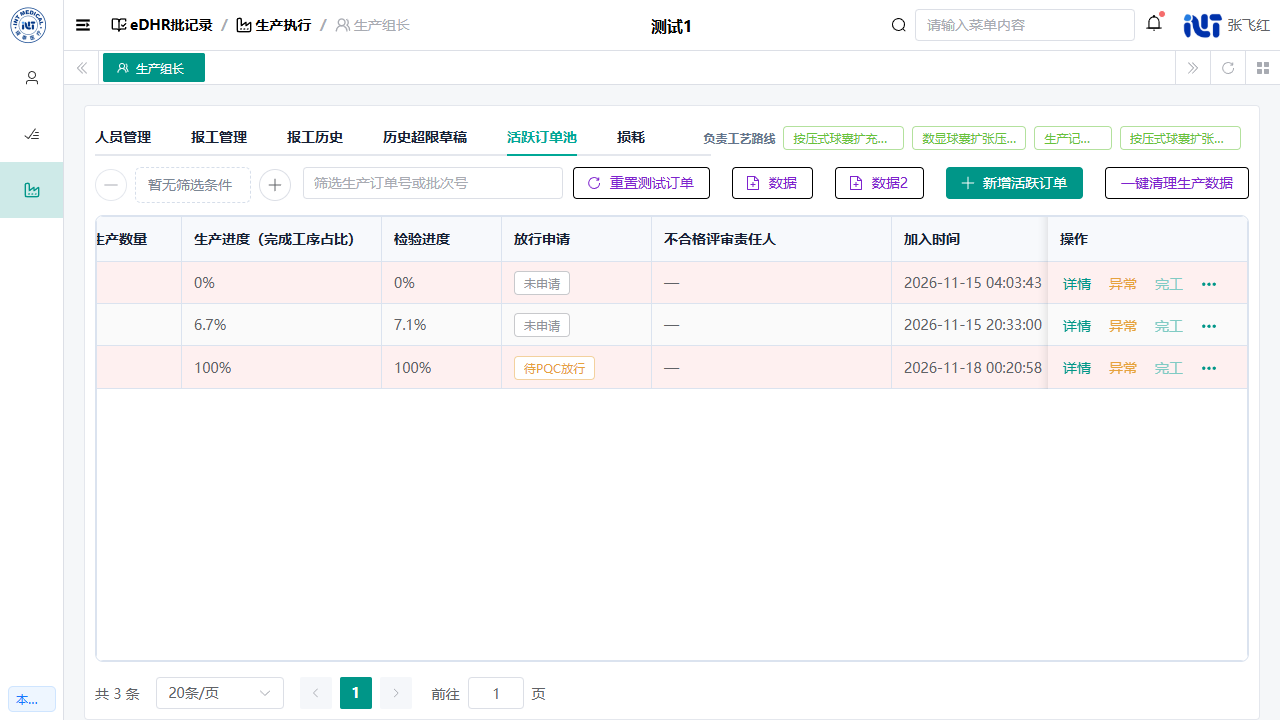 eDHR批记录 / 生产执行 / 生产组长
测试1
请输入菜单内容
张飞红
生产组长
人员管理 报工管理 报工历史 历史超限草稿 活跃订单池 损耗
负责工艺路线 按压式球囊扩充... 数显球囊扩张压... 生产记... 按压式球囊扩张...
暂无筛选条件 筛选生产订单号或批次号 重置测试订单 数据 数据2 新增活跃订单 一键清理生产数据
生产数量 生产进度（完成工序占比） 检验进度 放行申请 不合格评审责任人 加入时间 操作
0% 0% 未申请 — 2026-11-15 04:03:43 详情 异常 完工 •••
6.7% 7.1% 未申请 — 2026-11-15 20:33:00 详情 异常 完工 •••
100% 100% 待PQC放行 — 2026-11-18 00:20:58 详情 异常 完工 •••
本...
共 3 条 20条/页 1 前往 1 页